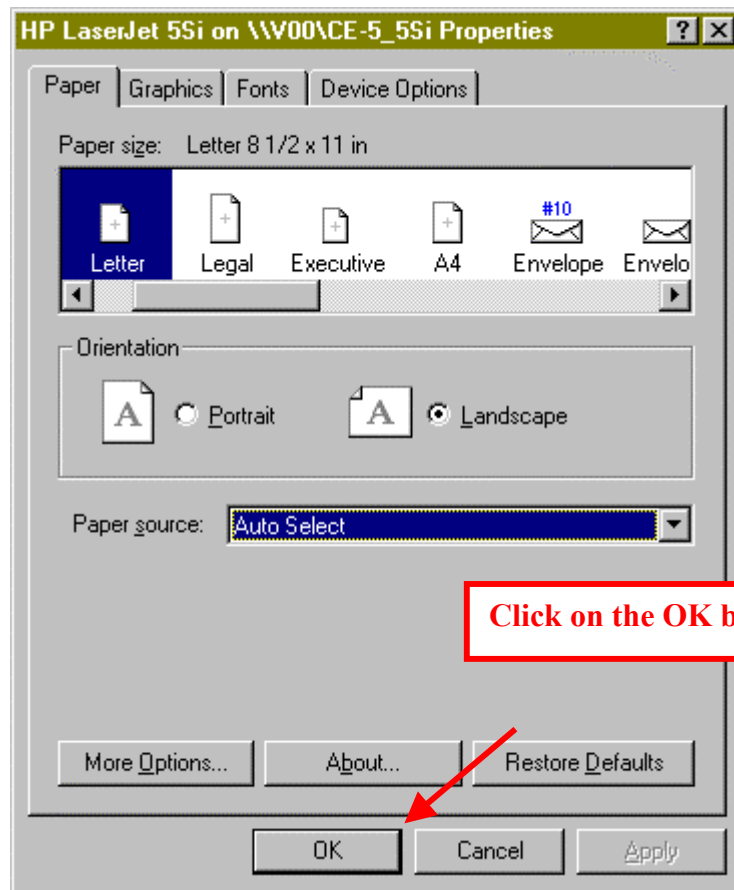 HP LaserJet 5Si on \\V00\CE-5_5Si Properties
Paper Graphics Fonts Device Options
Paper size: Letter 8 1/2 x 11 in
#10
Letter Legal Executive A4 Envelope Envelo
Orientation
A Portrait A Landscape
Paper source: Auto Select
Click on the OK b
More Options... About... Restore Defaults
OK Cancel Apply